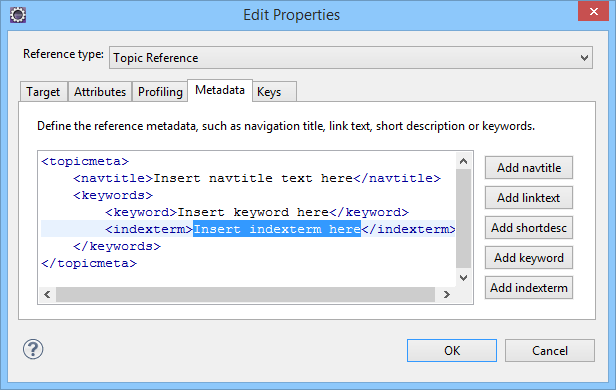 Edit Properties
Reference type: Topic Reference
Target Attributes Profiling Metadata Keys
Define the reference metadata, such as navigation title, link text, short description or keywords.
<topicmeta>
<navtitle>Insert navtitle text here</navtitle>
<keywords>
<keyword>Insert keyword here</keyword>
<indexterm>Insert indexterm here</indexterm>
</keywords>
</topicmeta>
Add navtitle
Add linktext
Add shortdesc
Add keyword
Add indexterm
OK Cancel